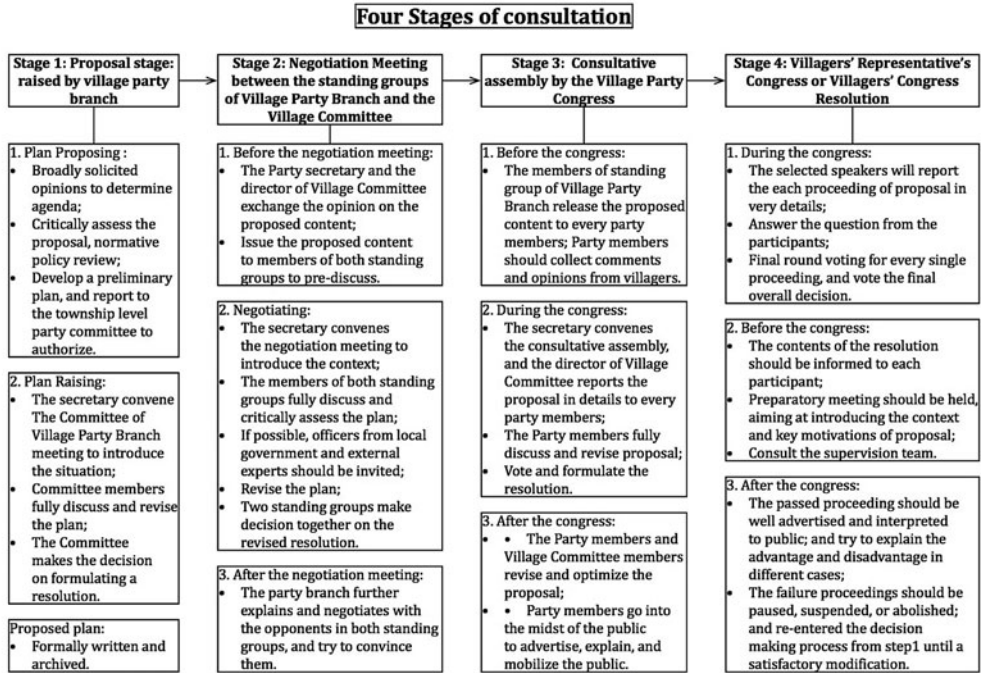 Four Stages of consultation
Stage 1: Proposal stage:
raised by village party
branch
1. Plan Proposing :
• Broadly solicited
opinions to determine
agenda;
• Critically assess the
proposal, normative
policy review;
• Develop a preliminary
plan, and report to
the township level
party committee to
authorize.
2. Plan Raising:
• The secretary convene
The Committee of
Village Party Branch
meeting to introduce
the situation;
• Committee members
fully discuss and revise
the plan;
• The Committee
makes the decision
on formulating a
resolution.
Proposed plan:
• Formally written and
archived.
Stage 2: Negotiation Meeting
between the standing groups
of Village Party Branch and the
Village Committee
1. Before the negotiation meeting:
• The Party secretary and the
director of Village Committee
exchange the opinion on the
proposed content;
• Issue the proposed content
to members of both standing
groups to pre-discuss.
2. Negotiating:
• The secretary convenes
the negotiation meeting to
introduce the context;
• The members of both standing
groups fully discuss and
critically assess the plan;
• If possible, officers from local
government and external
experts should be invited;
• Revise the plan;
• Two standing groups make
decision together on the
revised resolution.
3. After the negotiation meeting:
• The party branch further
explains and negotiates with
the opponents in both standing
groups, and try to convince
them.
Stage 3: Consultative
assembly by the Village Party
Congress
1. Before the congress:
• The members of standing
group of Village Party
Branch release the proposed
content to every party
members; Party members
should collect comments
and opinions from villagers.
2. During the congress:
• The secretary convenes
the consultative assembly,
and the director of Village
Committee reports the
proposal in details to every
party members;
• The Party members fully
discuss and revise proposal;
• Vote and formulate the
resolution.
3. After the congress:
• • The Party members and
Village Committee members
revise and optimize the
proposal;
• • Party members go into
the midst of the public
to advertise, explain, and
mobilize the public.
Stage 4: Villagers' Representative's
Congress or Villagers' Congress
Resolution
1. During the congress:
• The selected speakers will report
the each proceeding of proposal in
very details;
• Answer the question from the
participants;
• Final round voting for every single
proceeding, and vote the final
overall decision.
2. Before the congress:
• The contents of the resolution
should be informed to each
participant;
• Preparatory meeting should be held,
aiming at introducing the context
and key motivations of proposal;
• Consult the supervision team.
3. After the congress:
• The passed proceeding should be
well advertised and interpreted
to public; and try to explain the
advantage and disadvantage in
different cases;
• The failure proceedings should be
paused, suspended, or abolished;
and re-entered the decision
making process from step1 until a
satisfactory modification.